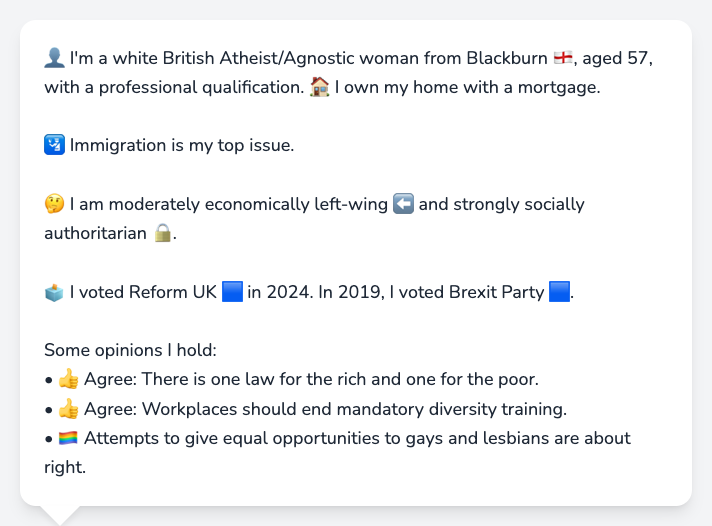 👤 I'm a white British Atheist/Agnostic woman from Blackburn 🏴󠁧󠁢󠁥󠁮󠁧󠁿, aged 57,
with a professional qualification. 🏠 I own my home with a mortgage.
🛂 Immigration is my top issue.
🤔 I am moderately economically left-wing ⬅️ and strongly socially
authoritarian 🔒.
🗳️ I voted Reform UK 🟦 in 2024. In 2019, I voted Brexit Party 🟦.
Some opinions I hold:
• 👍 Agree: There is one law for the rich and one for the poor.
• 👍 Agree: Workplaces should end mandatory diversity training.
• 🏳️‍🌈 Attempts to give equal opportunities to gays and lesbians are about
right.